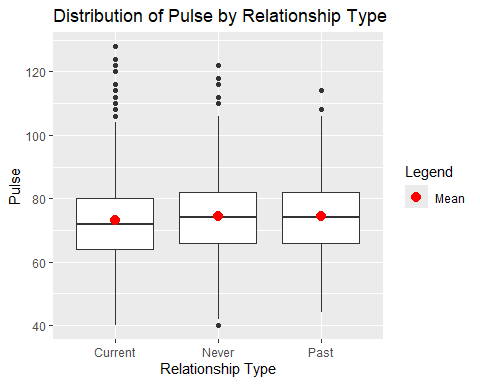 Distribution of Pulse by Relationship Type
120
100
80
60
40
Pulse
Current
Never
Past
Relationship Type
Legend
Mean